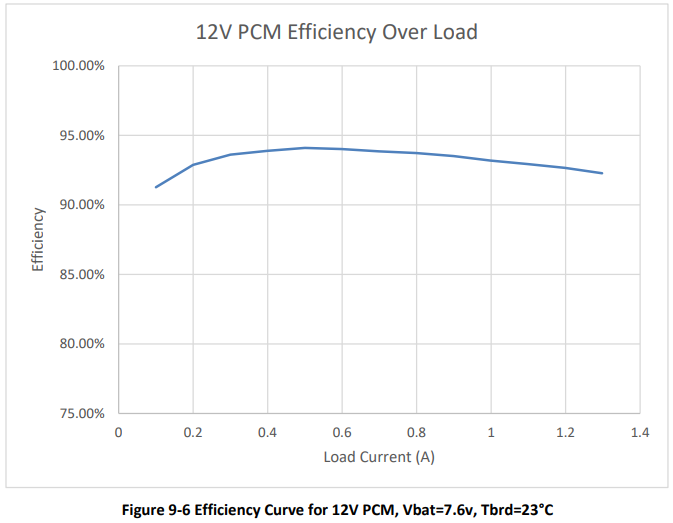 12V PCM Efficiency Over Load
100.00%
95.00%
90.00%
85.00%
80.00%
75.00%
Efficiency
0 0.2 0.4 0.6 0.8 1 1.2 1.4
Load Current (A)
Figure 9-6 Efficiency Curve for 12V PCM, Vbat=7.6v, Tbrd=23°C